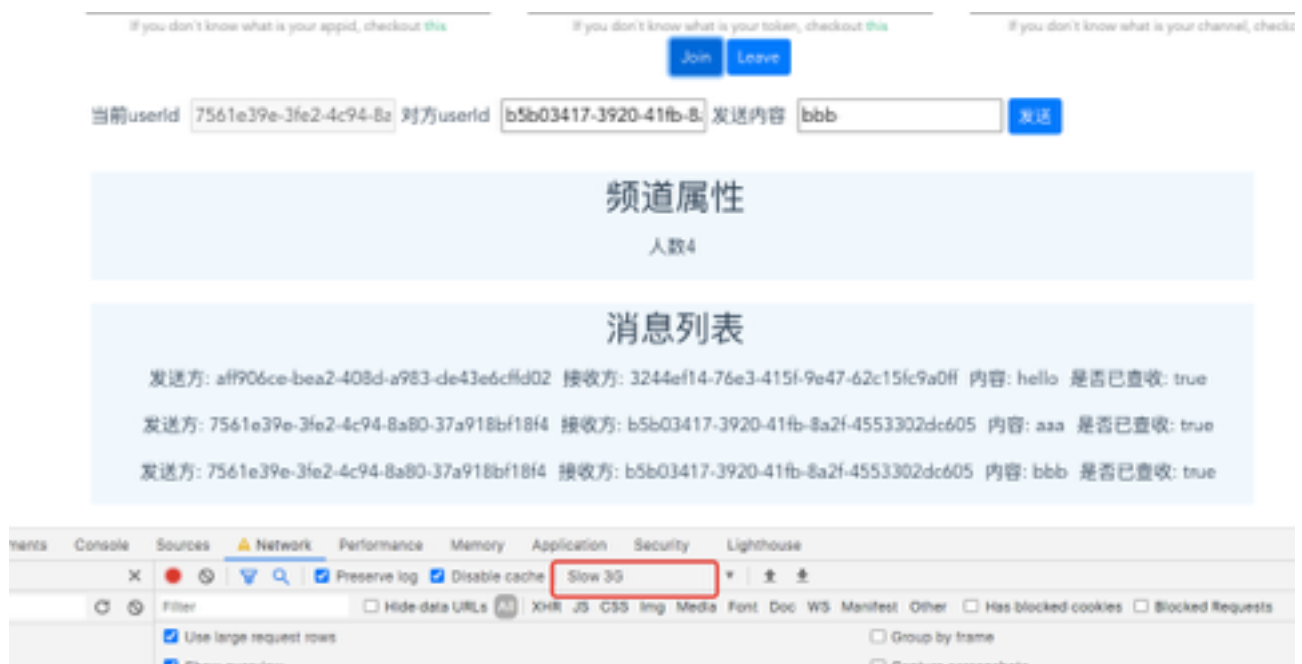 If you don't know what is your appid, checkout this If you don't know what is your token, checkout this If you don't know what is your channel, checko
Join Leave
当前userId 7561e39e-3fe2-4c94-8a 对方userId b5b03417-3920-41fb-8 发送内容 bbb 发送
频道属性
人数4
消息列表
发送方: aff906ce-bea2-408d-a983-de43e6cffd02 接收方: 3244ef14-76e3-415f-9e47-62c15fc9a0ff 内容: hello 是否已查收: true
发送方: 7561e39e-3fe2-4c94-8a80-37a918bf18f4 接收方: b5b03417-3920-41fb-8a2f-4553302dc605 内容: aaa 是否已查收: true
发送方: 7561e39e-3fe2-4c94-8a80-37a918bf18f4 接收方: b5b03417-3920-41fb-8a2f-4553302dc605 内容: bbb 是否已查收: true
ments Console Sources Network Performance Memory Application Security Lighthouse
Preserve log Disable cache Slow 3G
Filter Hide data URLs All XHR JS CSS Img Media Font Doc WS Manifest Other Has blocked cookies Blocked Requests
Use large request rows Group by frame
Show overview Capture screenshots